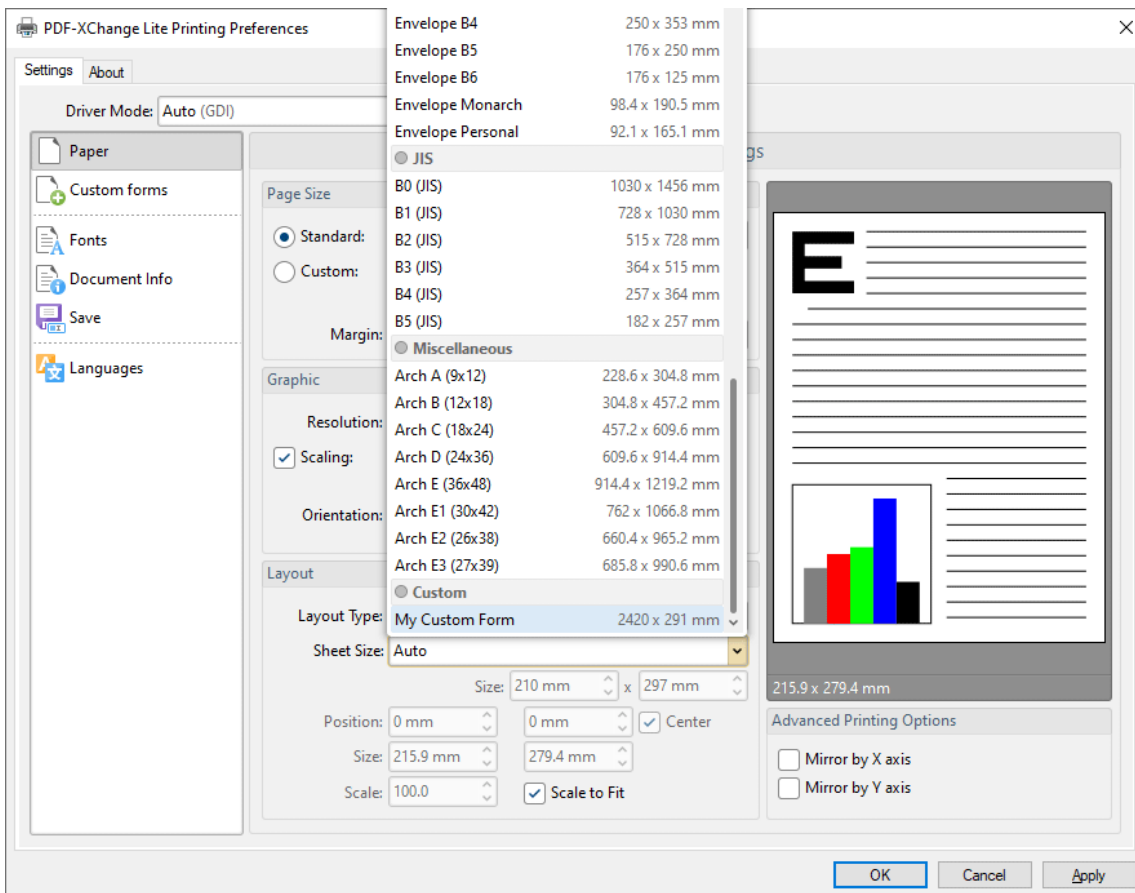 PDF-XChange Lite Printing Preferences
Settings About
Driver Mode: Auto (GDI)
Paper
Custom forms
Fonts
Document Info
Save
Languages
gs
Page Size
Standard:
Custom:
Margin:
Graphic
Resolution:
Scaling:
Orientation:
Layout
Layout Type:
Envelope B4 250 x 353 mm
Envelope B5 176 x 250 mm
Envelope B6 176 x 125 mm
Envelope Monarch 98.4 x 190.5 mm
Envelope Personal 92.1 x 165.1 mm
JIS
B0 (JIS) 1030 x 1456 mm
B1 (JIS) 728 x 1030 mm
B2 (JIS) 515 x 728 mm
B3 (JIS) 364 x 515 mm
B4 (JIS) 257 x 364 mm
B5 (JIS) 182 x 257 mm
Miscellaneous
Arch A (9x12) 228.6 x 304.8 mm
Arch B (12x18) 304.8 x 457.2 mm
Arch C (18x24) 457.2 x 609.6 mm
Arch D (24x36) 609.6 x 914.4 mm
Arch E (36x48) 914.4 x 1219.2 mm
Arch E1 (30x42) 762 x 1066.8 mm
Arch E2 (26x38) 660.4 x 965.2 mm
Arch E3 (27x39) 685.8 x 990.6 mm
Custom
My Custom Form 2420 x 291 mm
Sheet Size: Auto
Size: 210 mm x 297 mm
Position: 0 mm 0 mm Center
Size: 215.9 mm 279.4 mm
Scale: 100.0 Scale to Fit
E
215.9 x 279.4 mm
Advanced Printing Options
Mirror by X axis
Mirror by Y axis
OK Cancel Apply